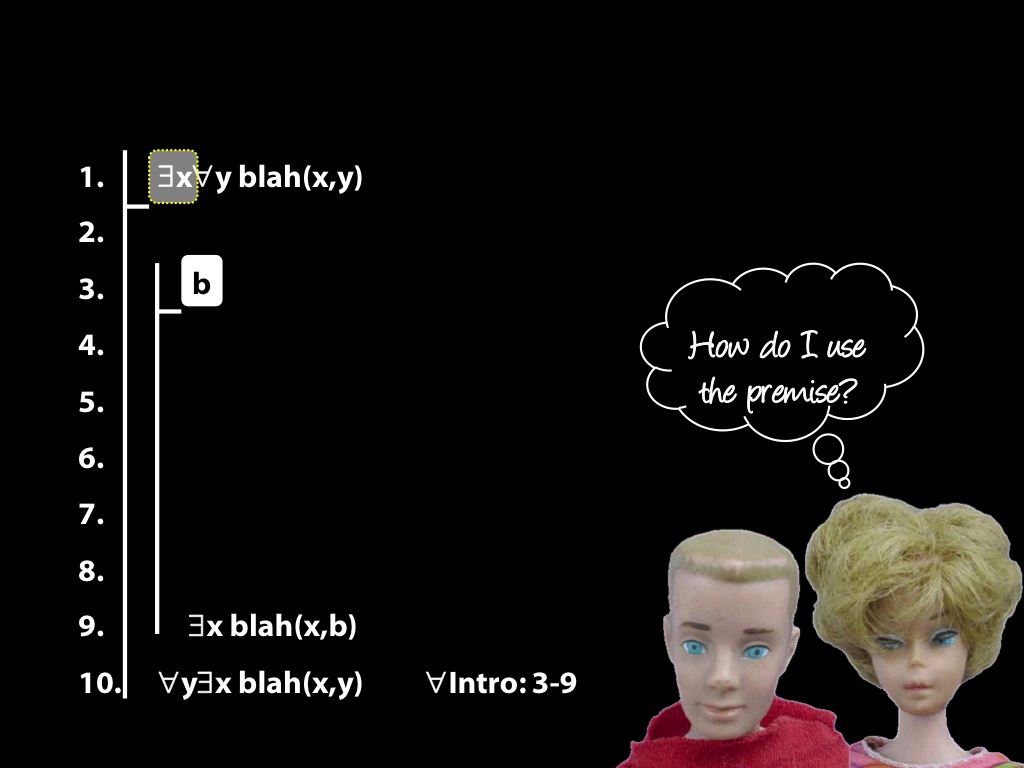 1. ∃x∀y blah(x,y)
2.
3. b
4.
5.
6.
7.
8.
9. ∃x blah(x,b)
10. ∀y∃x blah(x,y) ∀Intro: 3-9
How do I use
the premise?